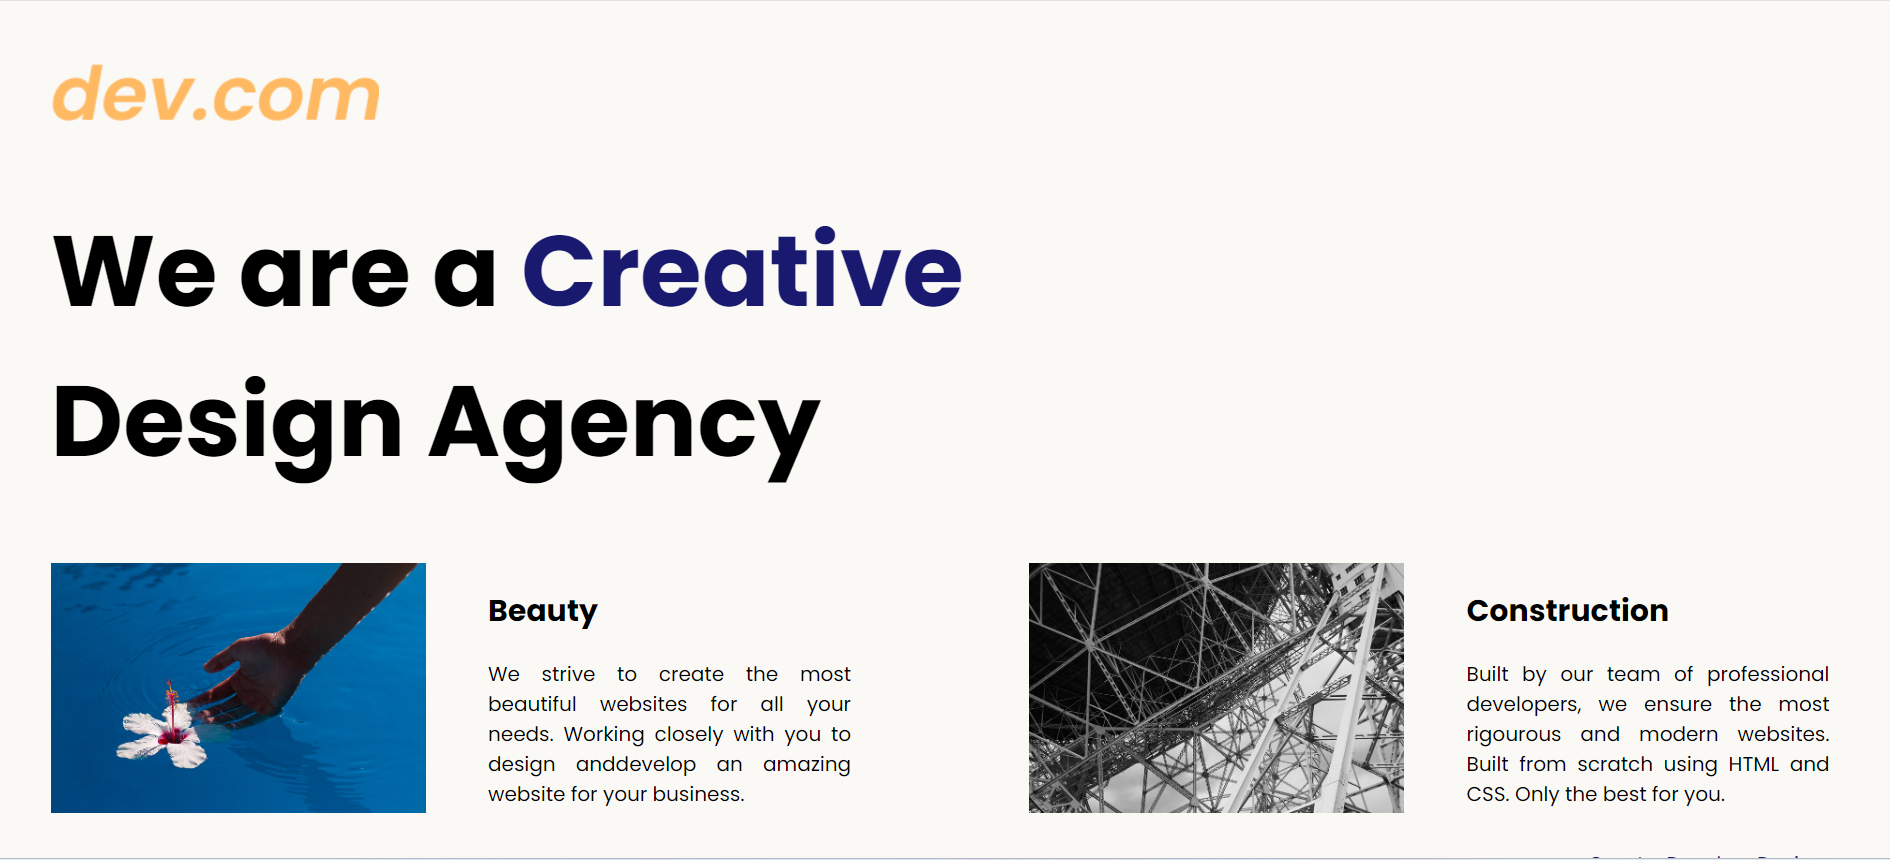 dev.com
We are a Creative
Design Agency
Beauty
We strive to create the most
beautiful websites for all your
needs. Working closely with you to
design anddevelop an amazing
website for your business.
Construction
Built by our team of professional
developers, we ensure the most
rigourous and modern websites.
Built from scratch using HTML and
CSS. Only the best for you.